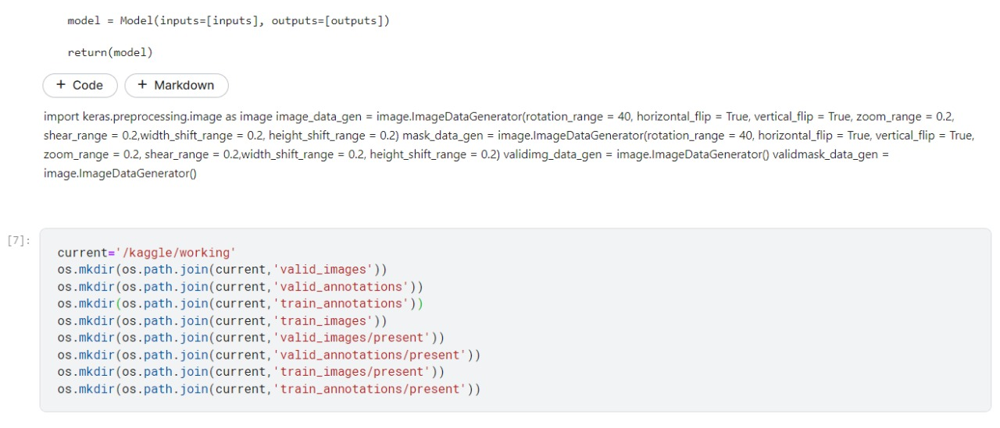 model = Model(inputs=[inputs], outputs=[outputs])
return(model)
+ Code + Markdown
import keras.preprocessing.image as image image_data_gen = image.ImageDataGenerator(rotation_range = 40, horizontal_flip = True, vertical_flip = True, zoom_range = 0.2,
shear_range = 0.2,width_shift_range = 0.2, height_shift_range = 0.2) mask_data_gen = image.ImageDataGenerator(rotation_range = 40, horizontal_flip = True, vertical_flip = True,
zoom_range = 0.2, shear_range = 0.2,width_shift_range = 0.2, height_shift_range = 0.2) validimg_data_gen = image.ImageDataGenerator() validmask_data_gen =
image.ImageDataGenerator()
[7]:
current='/kaggle/working'
os.mkdir(os.path.join(current,'valid_images'))
os.mkdir(os.path.join(current,'valid_annotations'))
os.mkdir(os.path.join(current,'train_annotations'))
os.mkdir(os.path.join(current,'train_images'))
os.mkdir(os.path.join(current,'valid_images/present'))
os.mkdir(os.path.join(current,'valid_annotations/present'))
os.mkdir(os.path.join(current,'train_images/present'))
os.mkdir(os.path.join(current,'train_annotations/present'))